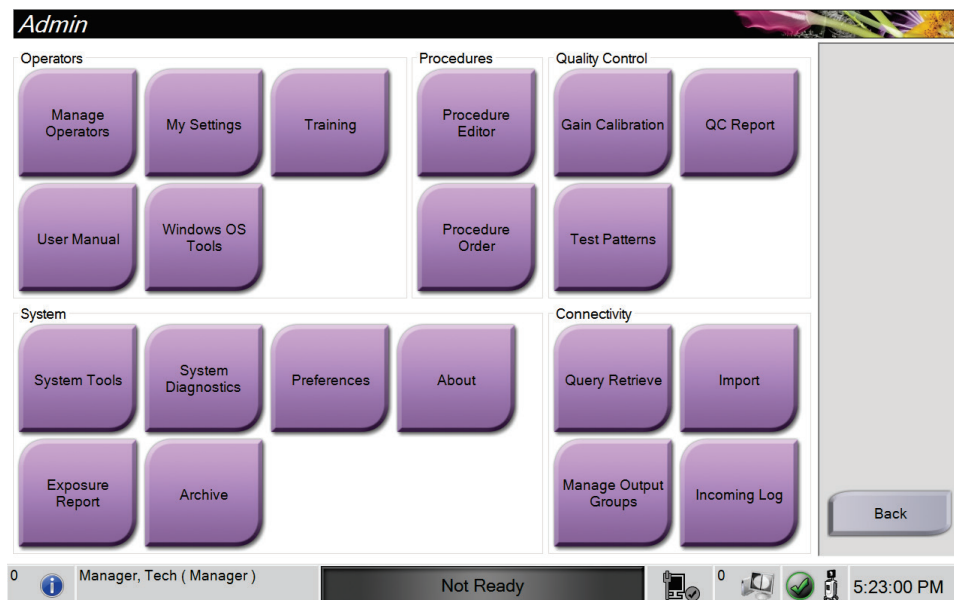 Admin
Operators
Manage
Operators
My Settings
Training
User Manual
Windows OS
Tools
Procedures
Procedure
Editor
Procedure
Order
Quality Control
Gain Calibration
QC Report
Test Patterns
System
System Tools
System
Diagnostics
Preferences
About
Exposure
Report
Archive
Connectivity
Query Retrieve
Import
Manage Output
Groups
Incoming Log
Back
0
Manager, Tech ( Manager )
Not Ready
0
5:23:00 PM